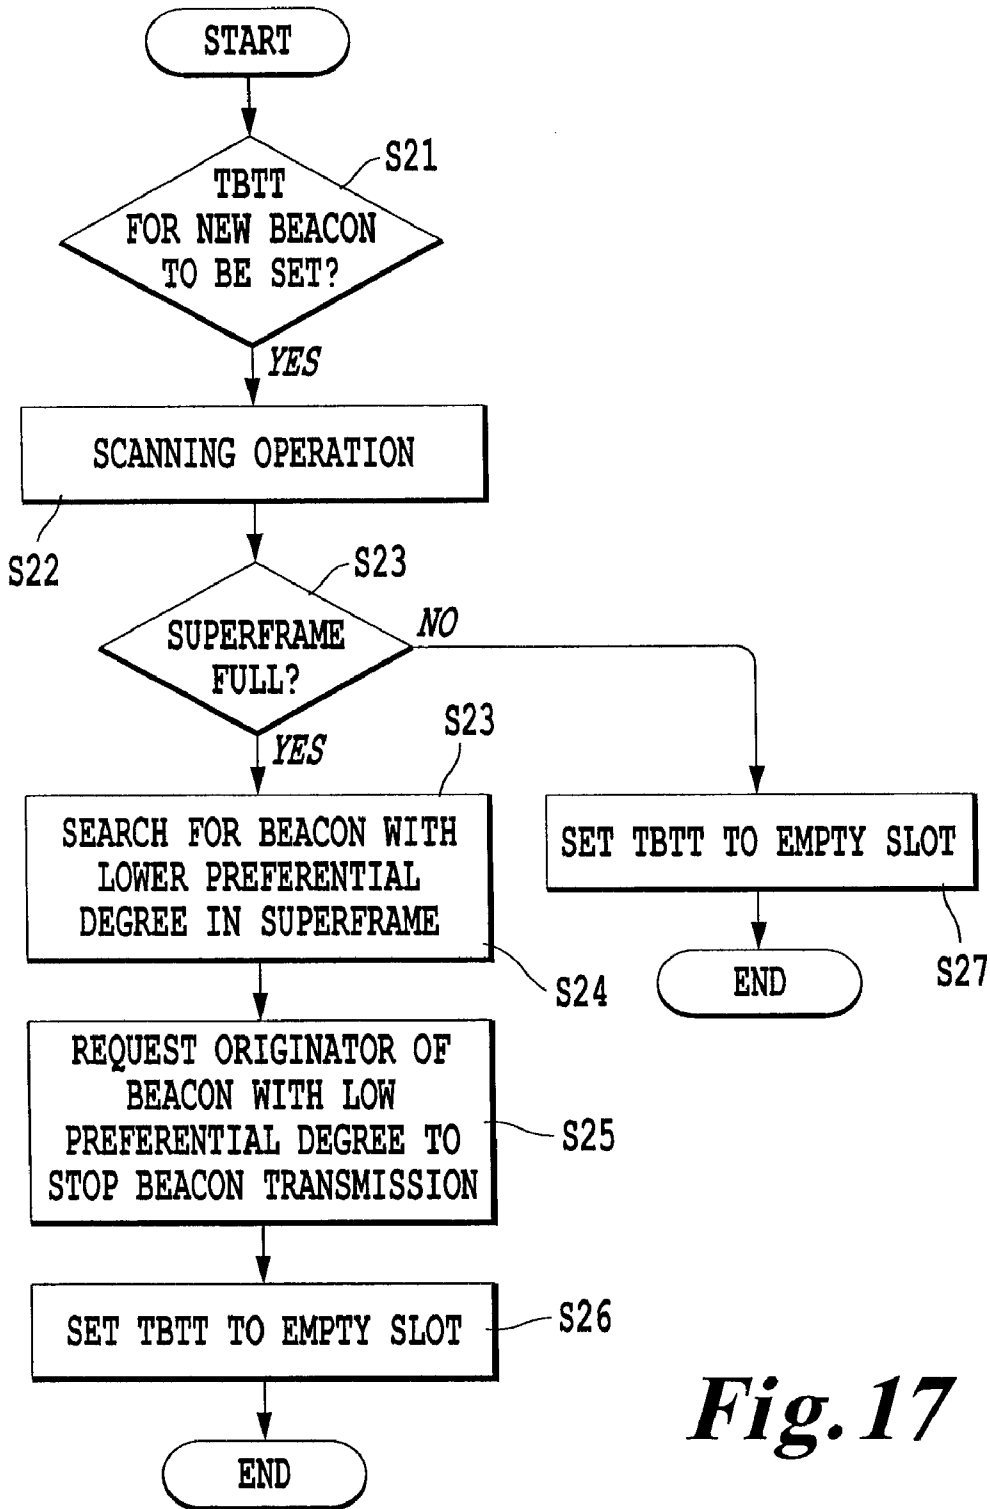 START
S21
TBTT
FOR NEW BEACON
TO BE SET?
YES
SCANNING OPERATION
S22
S23
SUPERFRAME
FULL?
NO
YES
S23
SEARCH FOR BEACON WITH
LOWER PREFERENTIAL
DEGREE IN SUPERFRAME
S24
SET TBTT TO EMPTY SLOT
S27
END
REQUEST ORIGINATOR OF
BEACON WITH LOW
PREFERENTIAL DEGREE TO
STOP BEACON TRANSMISSION
S25
SET TBTT TO EMPTY SLOT
S26
END
Fig.17